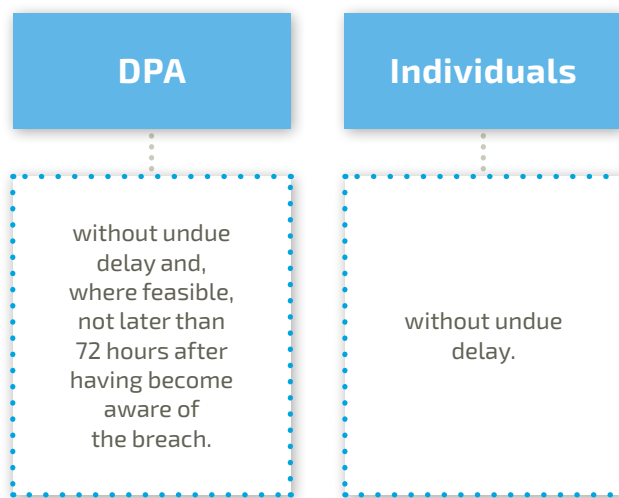 DPA
without undue
delay and,
where feasible,
not later than
72 hours after
having become
aware of
the breach.
Individuals
without undue
delay.